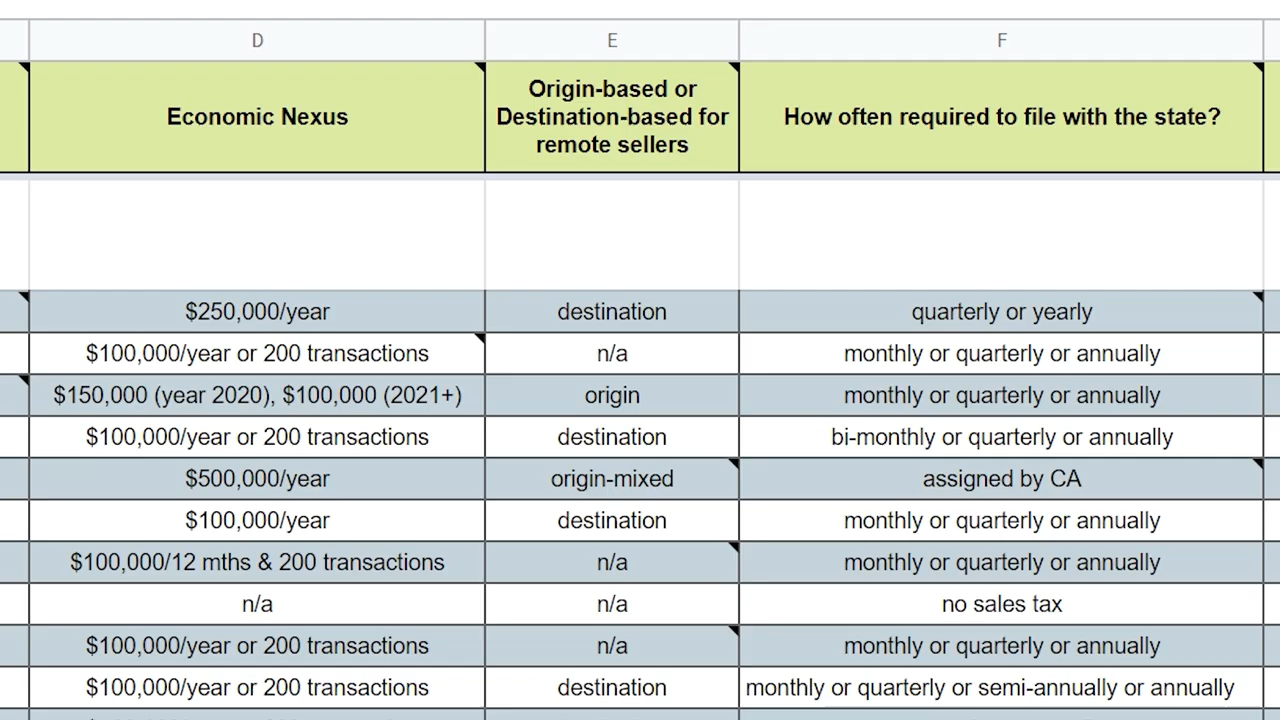 D E F
Economic Nexus
Origin-based or
Destination-based for
remote sellers
How often required to file with the state?
$250,000/year destination quarterly or yearly
$100,000/year or 200 transactions n/a monthly or quarterly or annually
$150,000 (year 2020), $100,000 (2021+) origin monthly or quarterly or annually
$100,000/year or 200 transactions destination bi-monthly or quarterly or annually
$500,000/year origin-mixed assigned by CA
$100,000/year destination monthly or quarterly or annually
$100,000/12 mths & 200 transactions n/a monthly or quarterly or annually
n/a n/a no sales tax
$100,000/year or 200 transactions n/a monthly or quarterly or annually
$100,000/year or 200 transactions destination monthly or quarterly or semi-annually or annually